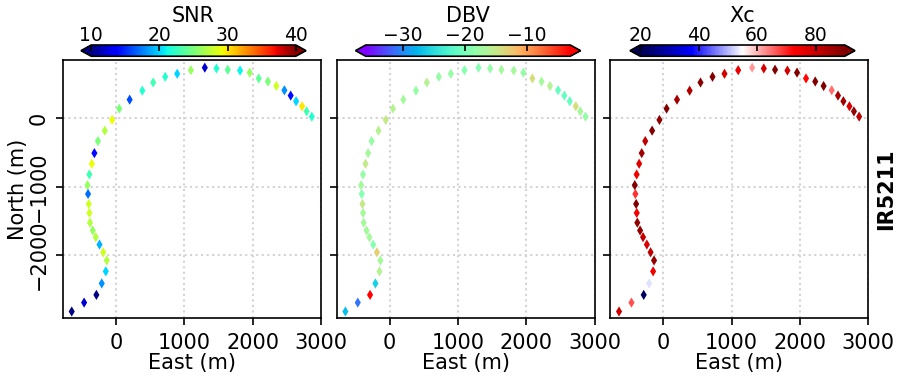 SNR DBV Xc
10 20 30 40 −30 −20 −10 20 40 60 80
North (m)
0
−1000
−2000
IR5211
0 1000 2000 3000 0 1000 2000 3000 0 1000 2000 3000
East (m) East (m) East (m)